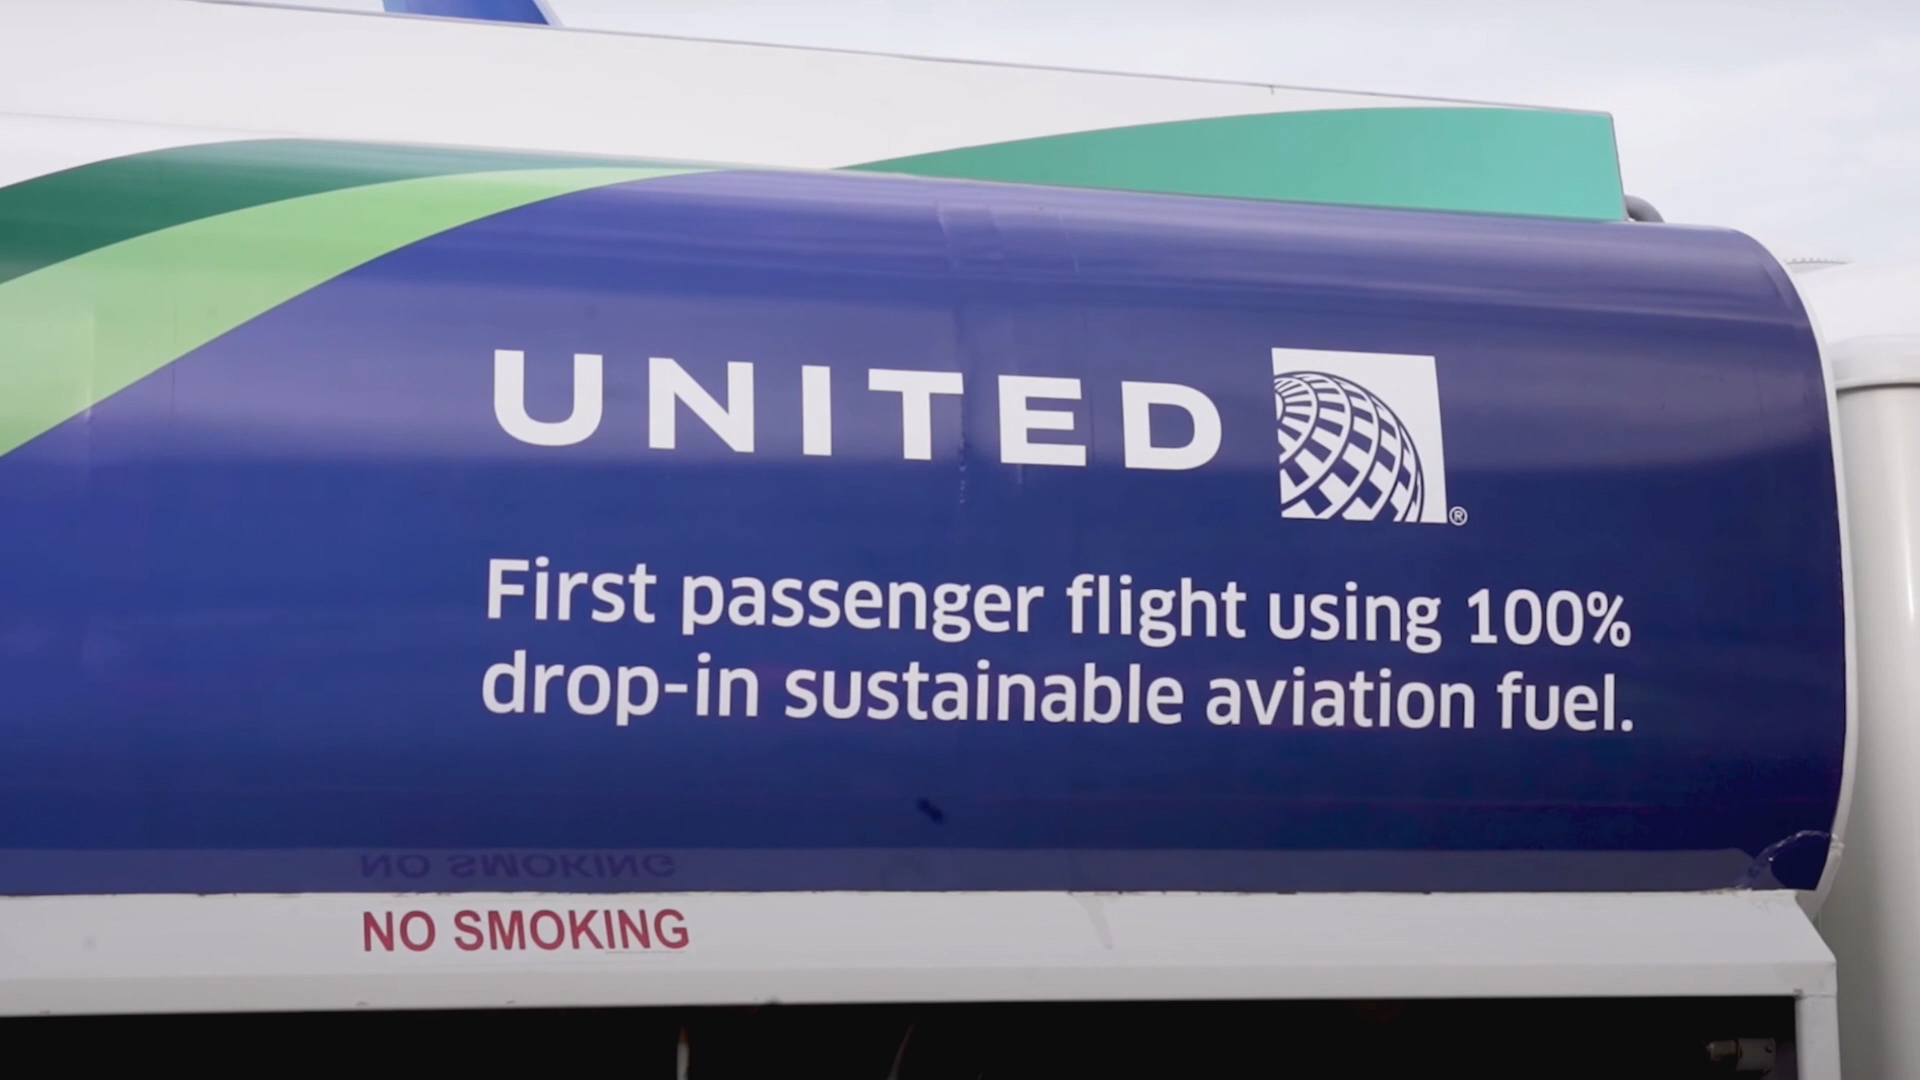 UNITED
®
First passenger flight using 100%
drop-in sustainable aviation fuel.
NO SMOKING
NO SMOKING